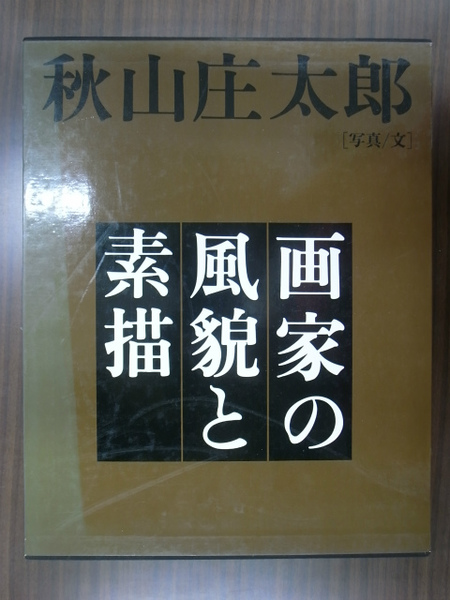 秋山庄太郎
[写真/文]
画家の
風貌と
素描